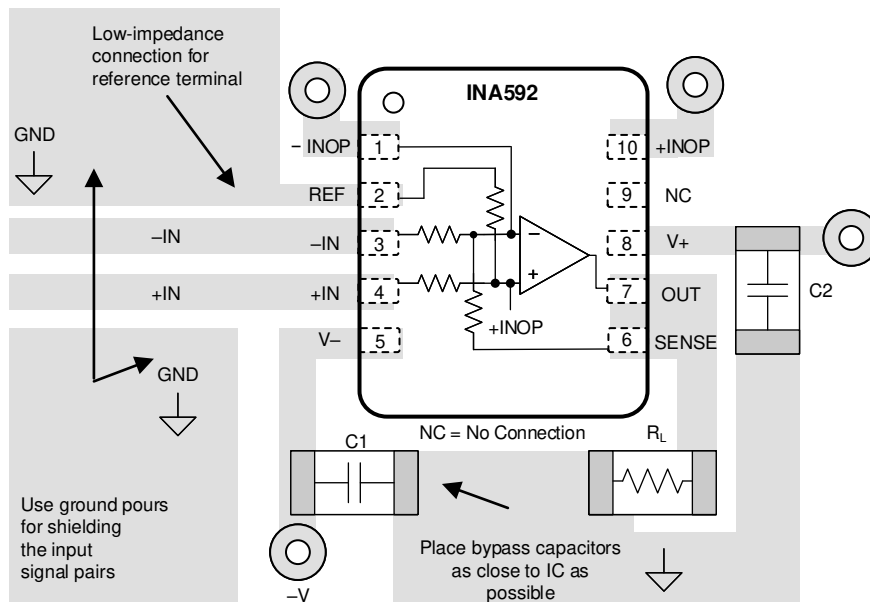 Low-impedance
connection for
reference terminal
GND
INA592
– INOP
1
10
+INOP
REF
2
9
NC
–IN
–IN
3
8
V+
+IN
+IN
4
7
OUT
C2
+INOP
V–
5
6
SENSE
–
+
GND
NC = No Connection
C1
RL
Use ground pours
for shielding
the input
signal pairs
Place bypass capacitors
as close to IC as
possible
–V